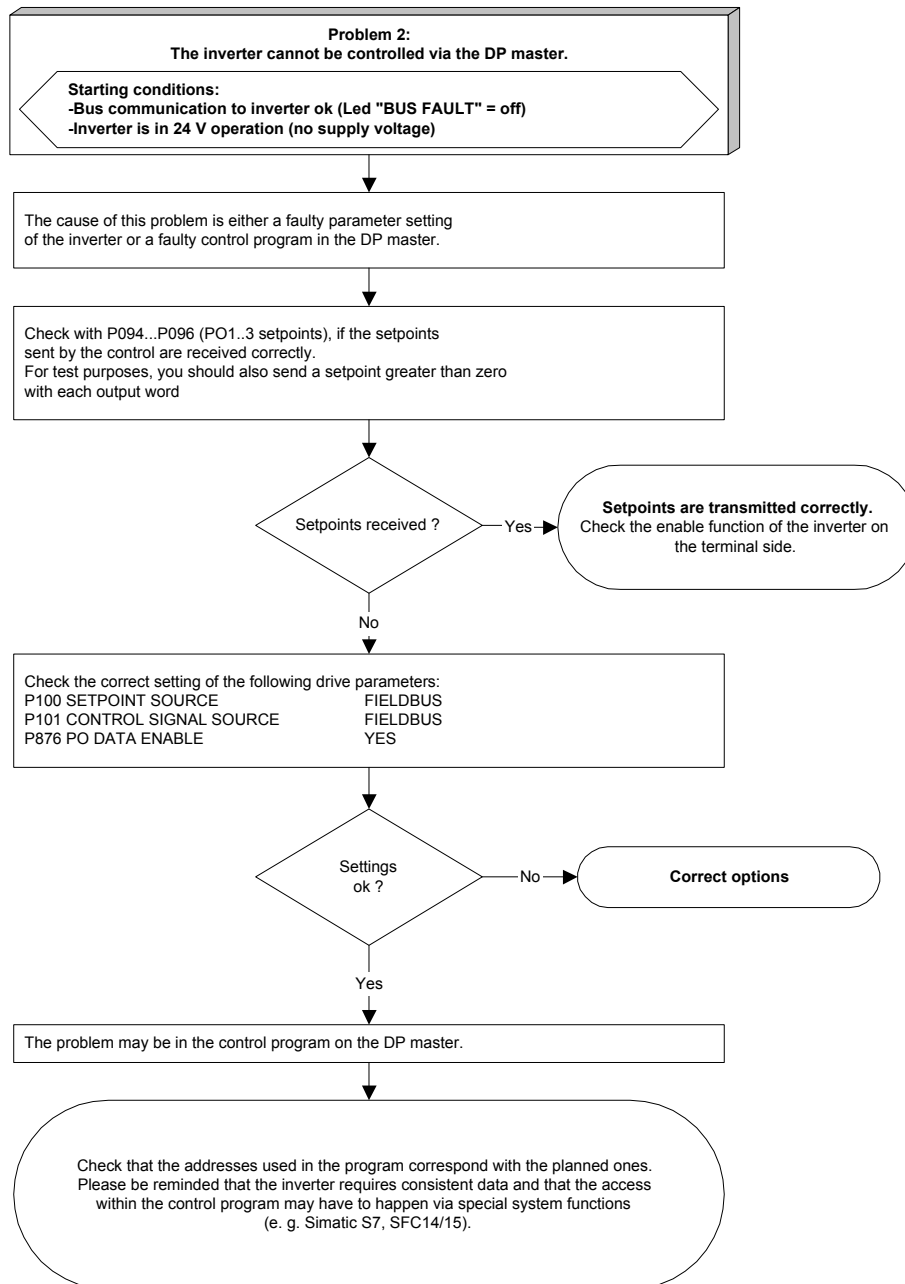 Problem 2:
The inverter cannot be controlled via the DP master.
Starting conditions:
-Bus communication to inverter ok (Led "BUS FAULT" = off)
-Inverter is in 24 V operation (no supply voltage)
The cause of this problem is either a faulty parameter setting
of the inverter or a faulty control program in the DP master.
Check with P094...P096 (PO1..3 setpoints), if the setpoints
sent by the control are received correctly.
For test purposes, you should also send a setpoint greater than zero
with each output word
Setpoints received ?
Yes
Setpoints are transmitted correctly.
Check the enable function of the inverter on
the terminal side.
No
Check the correct setting of the following drive parameters:
P100 SETPOINT SOURCE FIELDBUS
P101 CONTROL SIGNAL SOURCE FIELDBUS
P876 PO DATA ENABLE YES
Settings
ok ?
No
Correct options
Yes
The problem may be in the control program on the DP master.
Check that the addresses used in the program correspond with the planned ones.
Please be reminded that the inverter requires consistent data and that the access
within the control program may have to happen via special system functions
(e. g. Simatic S7, SFC14/15).